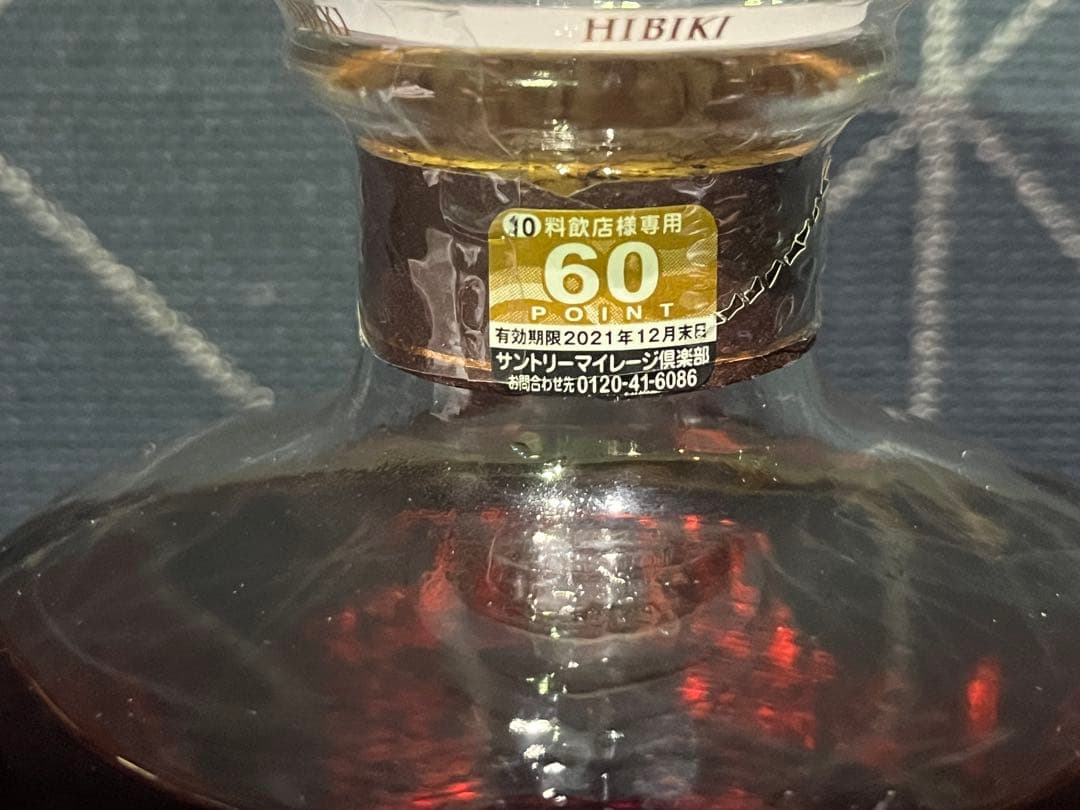 HIBIKI
10 料飲店様専用
60
POINT
有効期限2021年12月末日
サントリーマイレージ倶楽部
お問合わせ先0120-41-6086